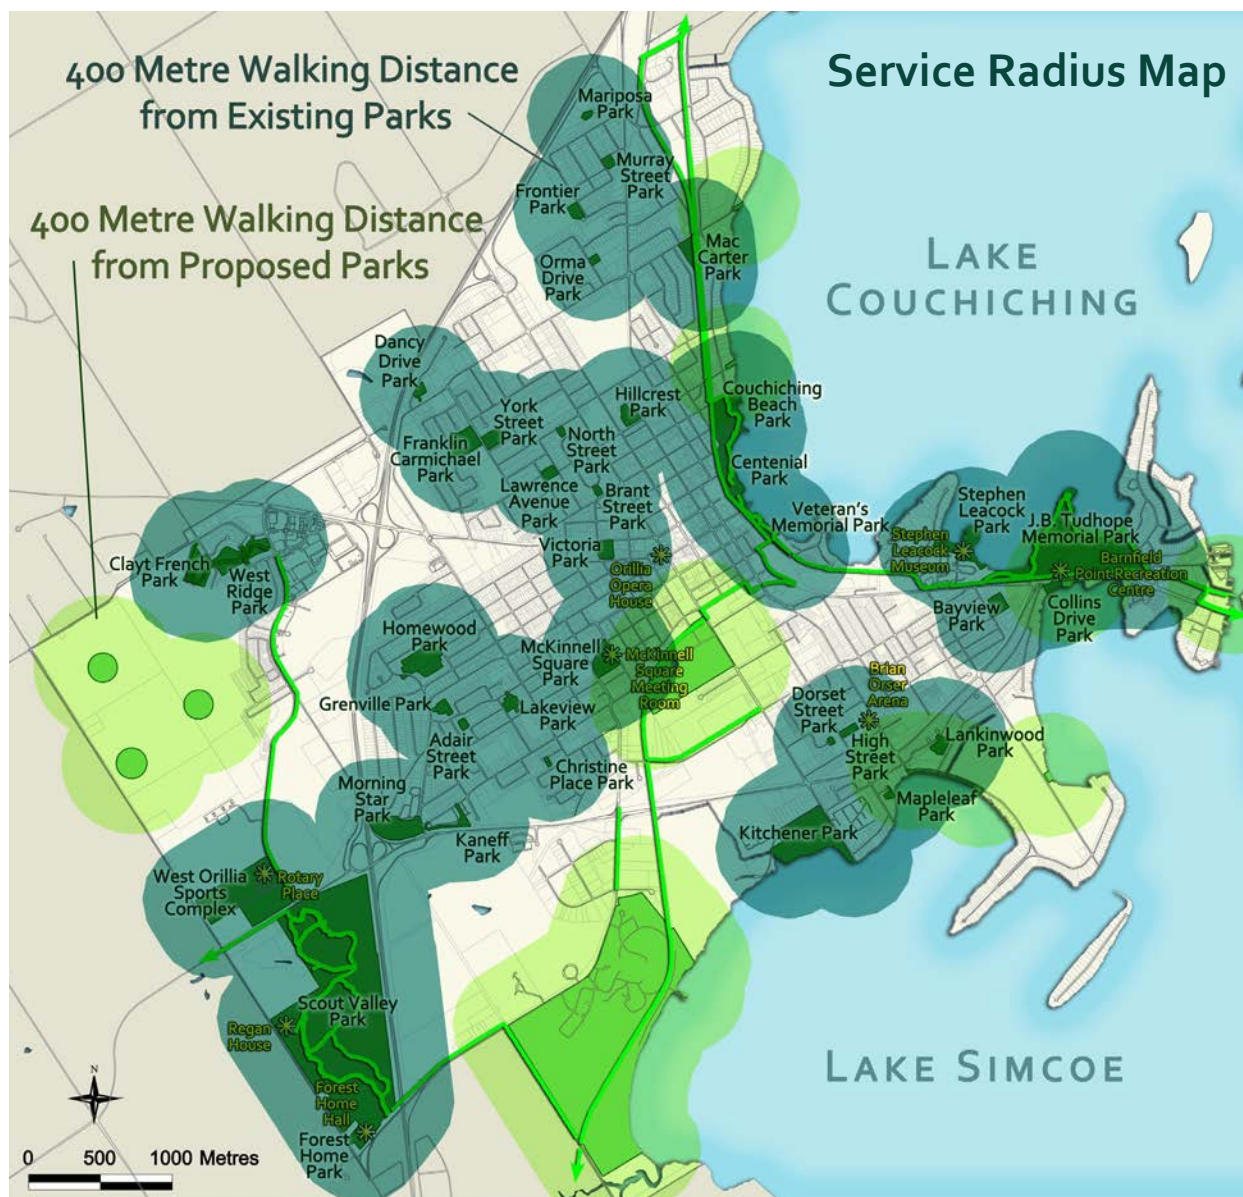 Service Radius Map
400 Metre Walking Distance
from Existing Parks
400 Metre Walking Distance
from Proposed Parks
Mariposa
Park
Murray
Street
Park
Frontier
Park
Orma
Drive
Park
Mac
Carter
Park
LAKE
COUCHICHING
Dancy
Drive
Park
York
Street
Park
Hillcrest
Park
Couchiching
Beach
Park
Franklin
Carmichael
Park
North
Street
Park
Centenial
Park
Lawrence
Avenue
Park
Brant
Street
Park
Veteran's
Memorial Park
Stephen
Leacock
Park
Stephen
Leacock
Museum
J.B. Tudhope
Memorial Park
Victoria
Park
Orillia
Opera
House
Barnfield
Point Recreation
Centre
Clayt French
Park
West
Ridge
Park
Bayview
Park
Collins
Drive
Park
Homewood
Park
McKinnell
Square
Park
McKinnell
Square
Meeting
Room
Brian
Orser
Arena
Grenville Park
Lakeview
Park
Dorset
Street
Park
High
Street
Park
Lankinwood
Park
Adair
Street
Park
Christine
Place Park
Morning
Star
Park
Mapleleaf
Park
Kaneff
Park
Kitchener Park
West Orillia
Sports
Complex
Rotary
Place
Scout Valley
Park
Regan
House
LAKE SIMCOE
Forest
Home
Hall
Forest
Home
Park
N
0 500 1000 Metres